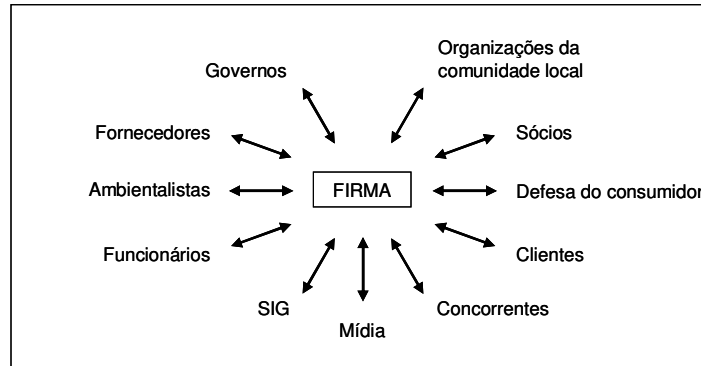 Governos
Organizações da
comunidade local
Fornecedores
Sócios
Ambientalistas
FIRMA
Defesa do consumidor
Funcionários
Clientes
SIG
Mídia
Concorrentes